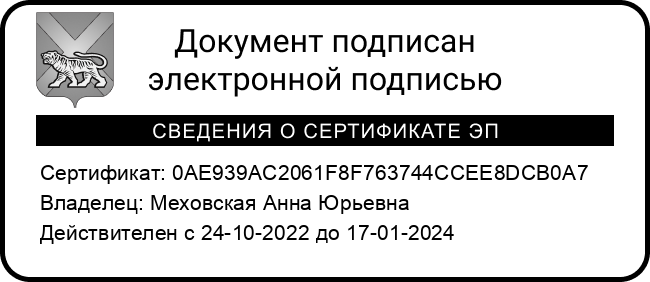 Документ подписан
электронной подписью
СВЕДЕНИЯ О СЕРТИФИКАТЕ ЭП
Сертификат: 0AE939AC2061F8F763744CCEE8DCB0A7
Владелец: Меховская Анна Юрьевна
Действителен с 24-10-2022 до 17-01-2024